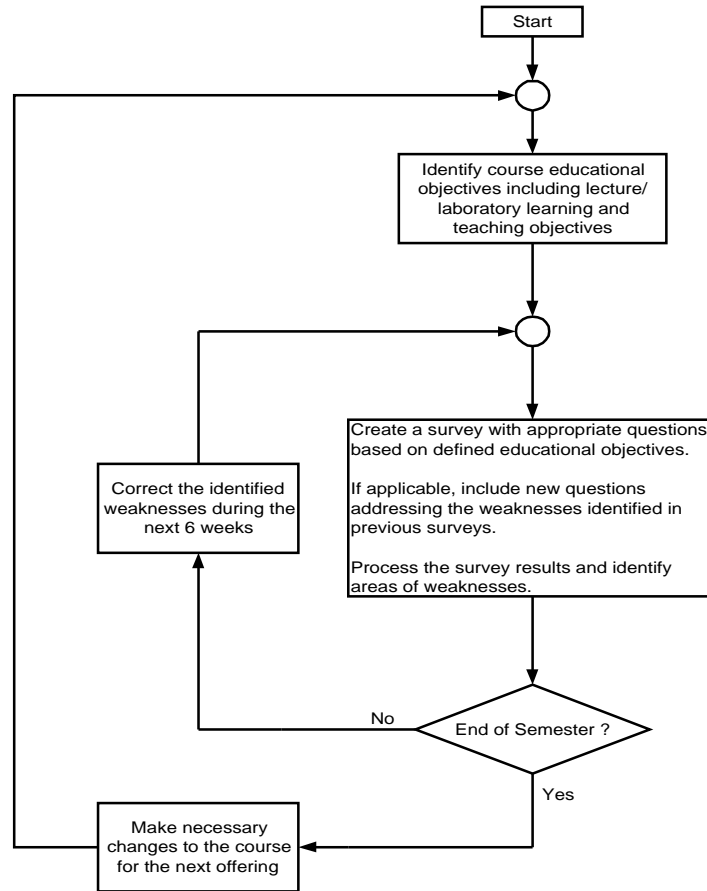 Start
Identify course educational
objectives including lecture/
laboratory learning and
teaching objectives
Create a survey with appropriate questions
based on defined educational objectives.
If applicable, include new questions
addressing the weaknesses identified in
previous surveys.
Process the survey results and identify
areas of weaknesses.
Correct the identified
weaknesses during the
next 6 weeks
No
End of Semester ?
Yes
Make necessary
changes to the course
for the next offering